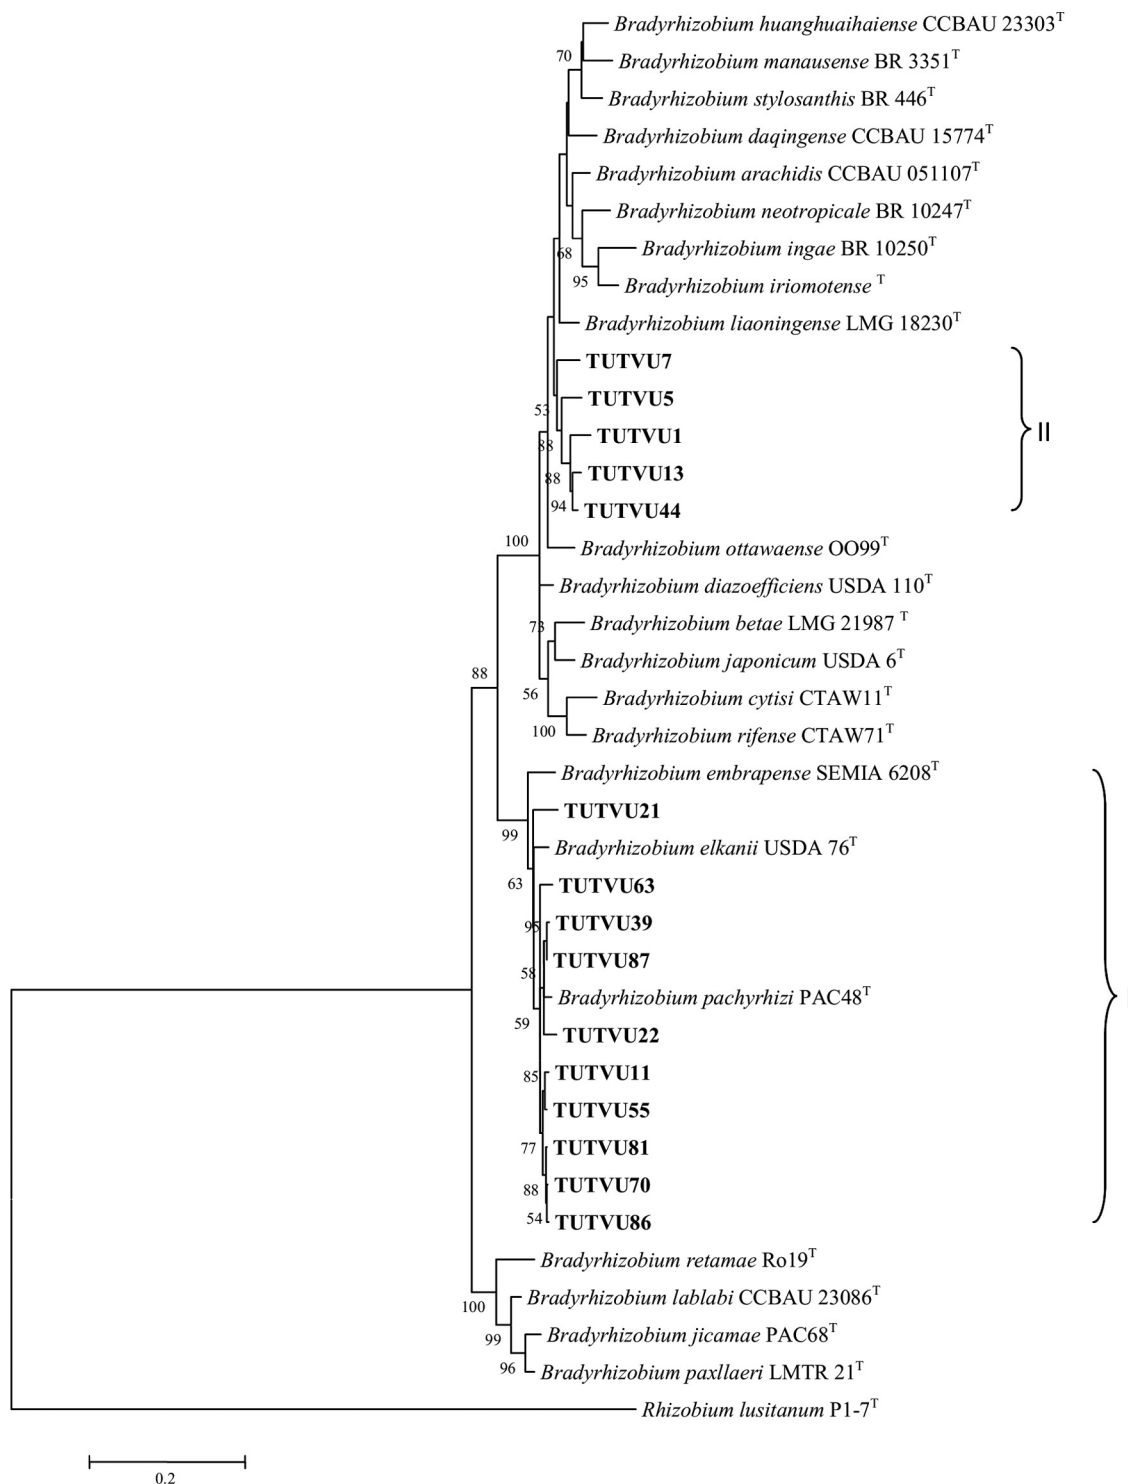 Bradyrhizobium huanghuaihaiense CCBAU 23303T
70
Bradyrhizobium manausense BR 3351T
Bradyrhizobium stylosanthis BR 446T
Bradyrhizobium daqingense CCBAU 15774T
Bradyrhizobium arachidis CCBAU 051107T
Bradyrhizobium neotropicale BR 10247T
68
Bradyrhizobium ingae BR 10250T
95
Bradyrhizobium iriomotense T
Bradyrhizobium liaoningense LMG 18230T
TUTVU7
TUTVU5
53
TUTVU1
II
88
TUTVU13
88
TUTVU44
94
100
Bradyrhizobium ottawaense OO99T
Bradyrhizobium diazoefficiens USDA 110T
73
Bradyrhizobium betae LMG 21987 T
Bradyrhizobium japonicum USDA 6T
88
56
Bradyrhizobium cytisi CTAW11T
100
Bradyrhizobium rifense CTAW71T
Bradyrhizobium embrapense SEMIA 6208T
TUTVU21
99
Bradyrhizobium elkanii USDA 76T
63
TUTVU63
95
TUTVU39
58
TUTVU87
Bradyrhizobium pachyrhizi PAC48T
59
TUTVU22
85
TUTVU11
TUTVU55
77
TUTVU81
88
TUTVU70
54
TUTVU86
Bradyrhizobium retamae Ro19T
100
Bradyrhizobium lablabi CCBAU 23086T
99
Bradyrhizobium jicamae PAC68T
96
Bradyrhizobium paxllaeri LMTR 21T
Rhizobium lusitanum P1-7T
0.2